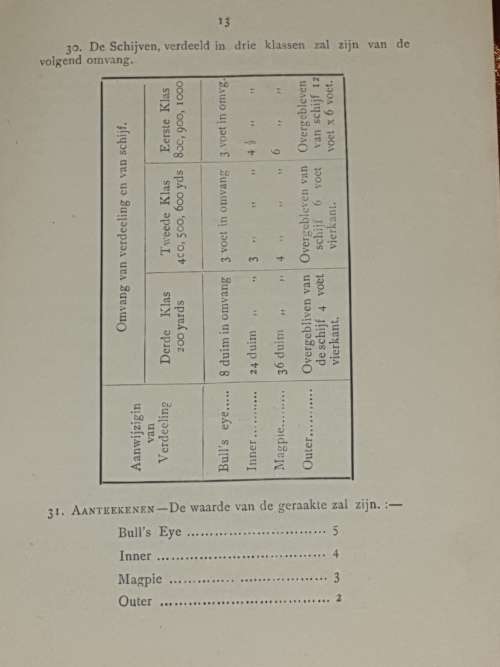 13
30. De Schijven, verdeeld in drie klassen zal zijn van de
volgend omvang.
Aanwijzigin
van
Verdeeling
Omvang van verdeeling en van schijf.
Derde Klas
200 yards
Tweede Klas
400, 500, 600 yds
Eerste Klas
800, 900, 1000
Bull's eye..... 8 duim in omvang 3 voet in omvang 3 voet in omvg.
Inner........... 24 duim „ „ 3 „ „ „ 4 ½ „ „
Magpie......... 36 duim „ „ 4 „ „ „ 6 „ „
Outer...........
Overgebliven van
de schijf 4 voet
vierkant.
Overgebleven van
schijf 6 voet
vierkant.
Overgebleven
van schijf 12
voet x 6 voet.
31. AANTEEKENEN—De waarde van de geraakte zal zijn. :—
Bull's Eye .............................. 5
Inner .................................... 4
Magpie .............. ................... 3
Outer .................................... 2